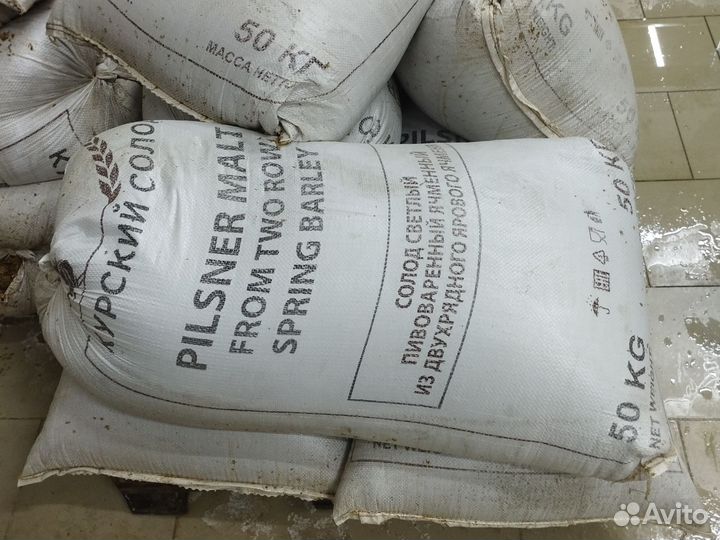 50 КГ
МАССА НЕТТО
KG
КУРСКИЙ СОЛОД
PILSNER MALT
FROM TWO ROW
SPRING BARLEY
СОЛОД СВЕТЛЫЙ
ПИВОВАРЕННЫЙ ЯЧМЕННЫЙ
ИЗ ДВУХРЯДНОГО ЯРОВОГО ЯЧМЕНЯ
50 KG
NET WEIGHT
50
PILS
Avito